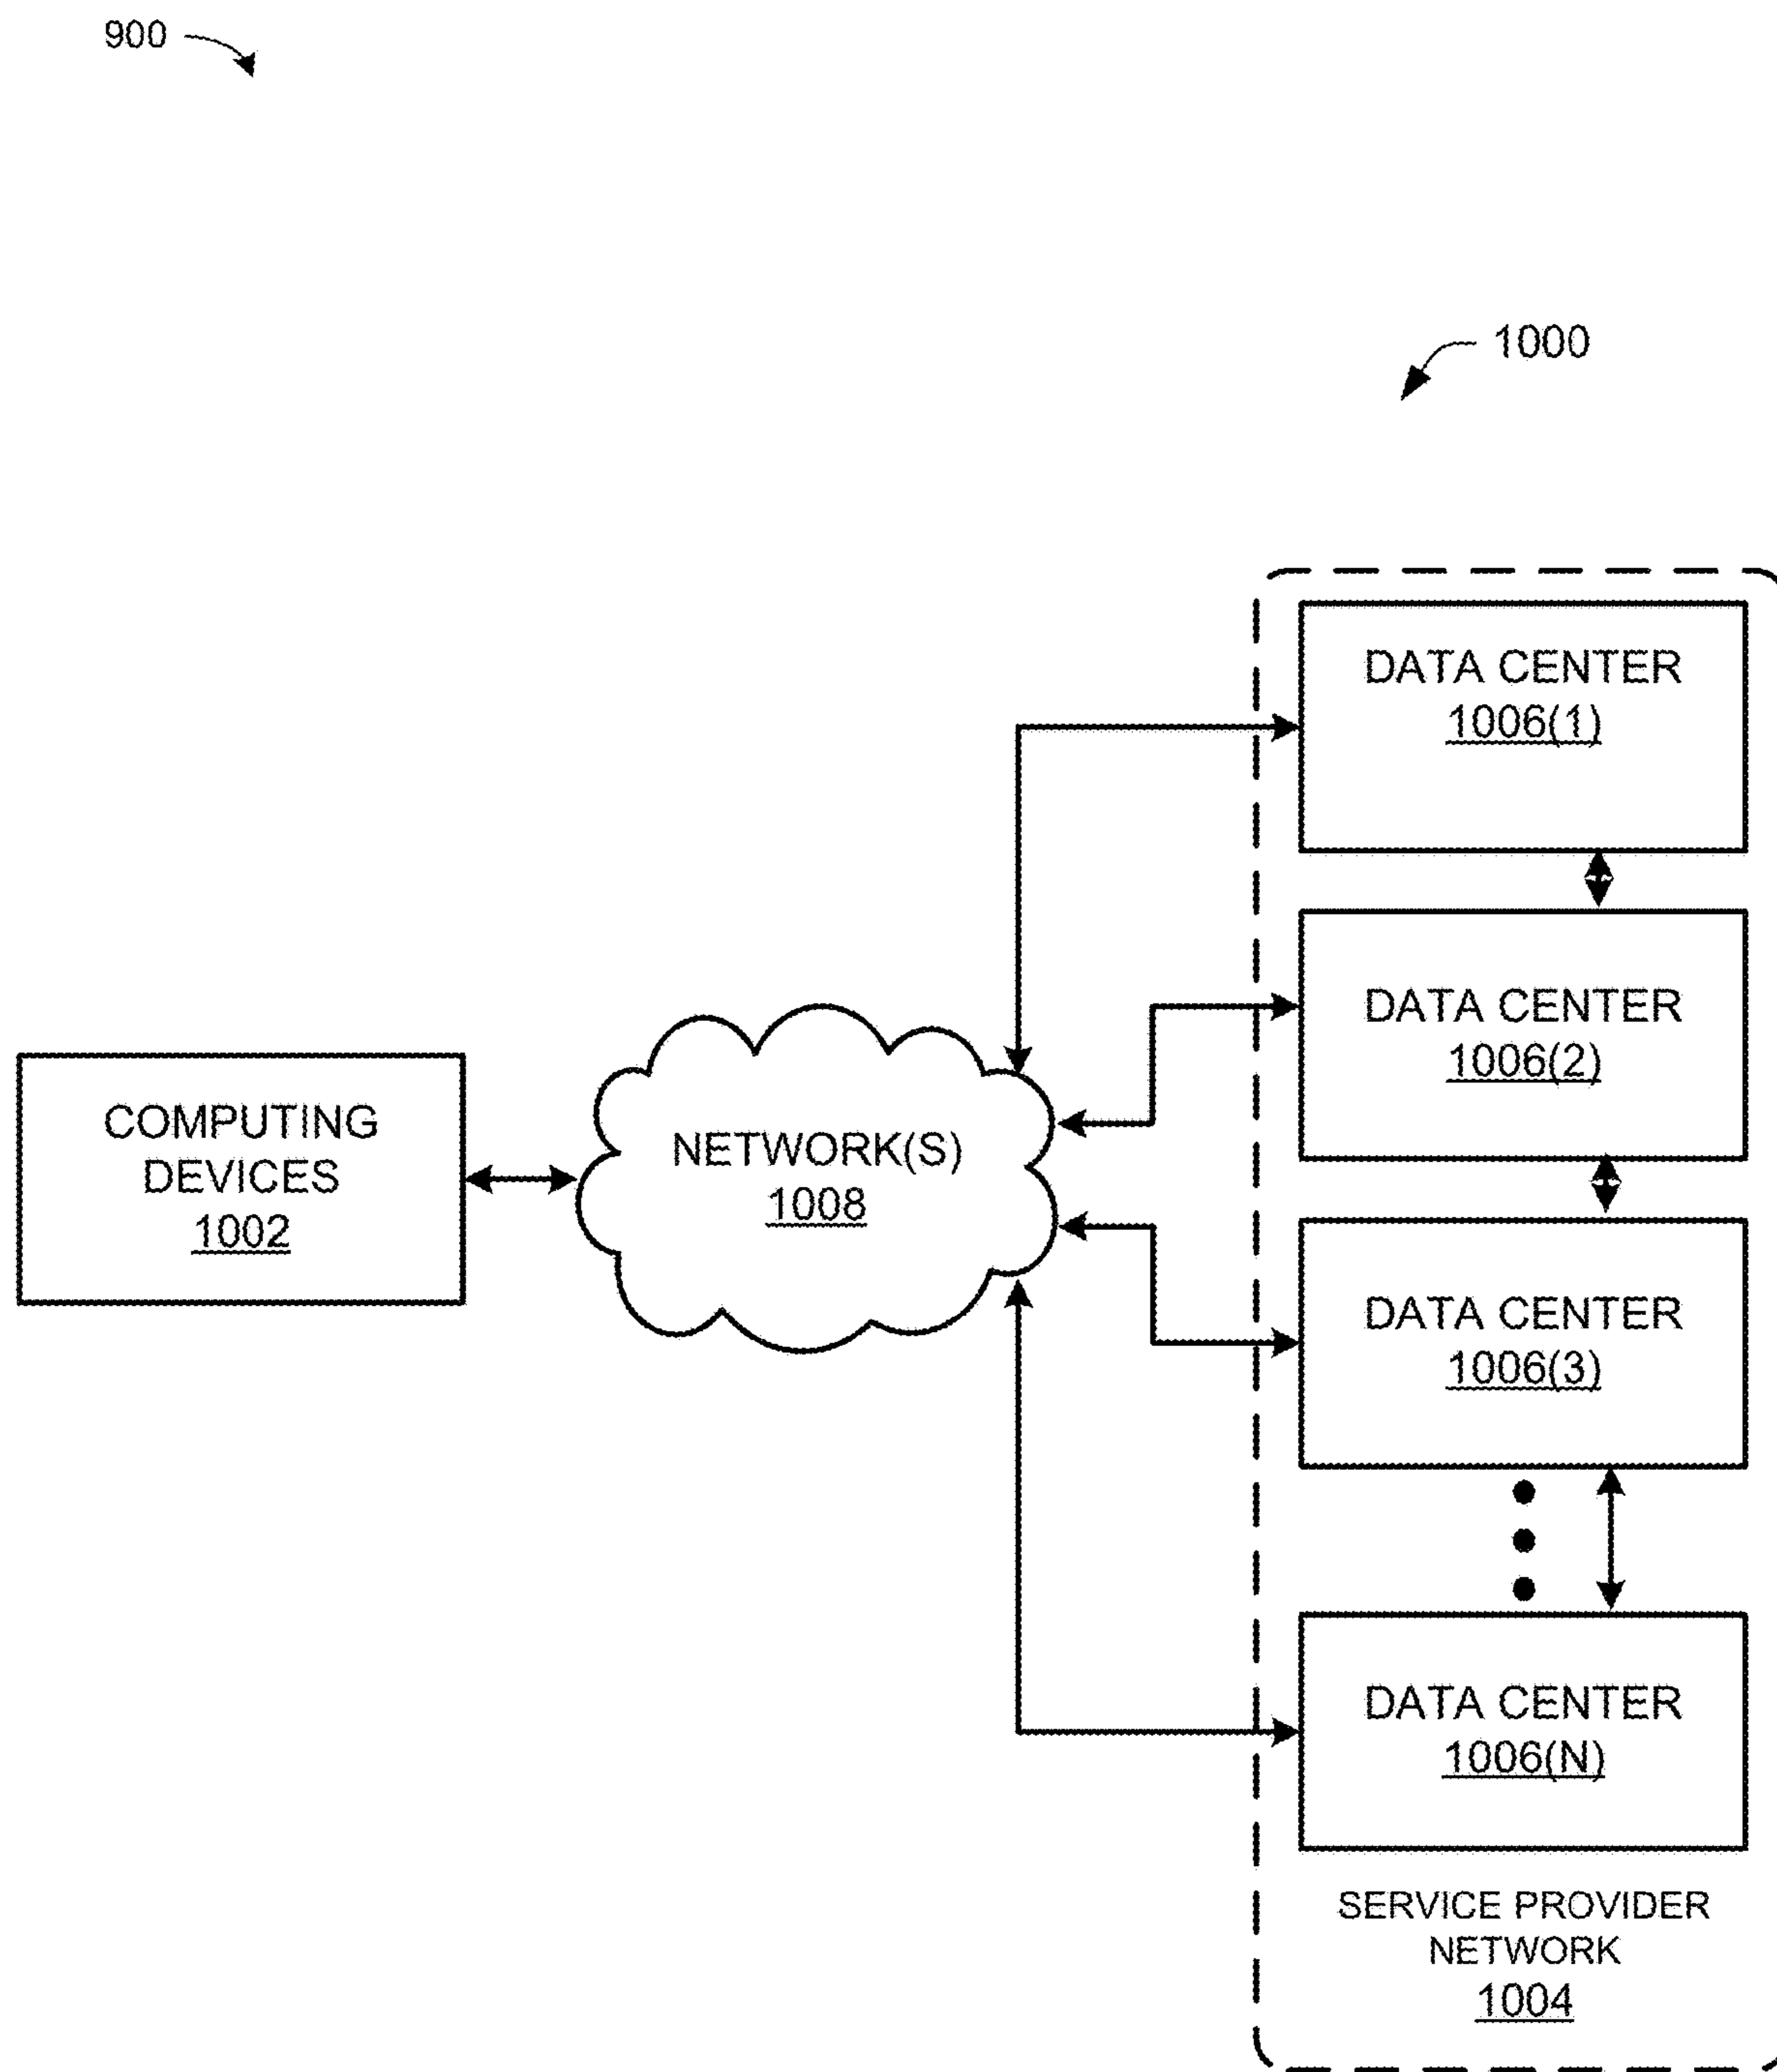 900
1000
DATA CENTER
1006(1)
DATA CENTER
1006(2)
COMPUTING
DEVICES
1002
NETWORK(S)
1008
DATA CENTER
1006(3)
DATA CENTER
1006(N)
SERVICE PROVIDER
NETWORK
1004